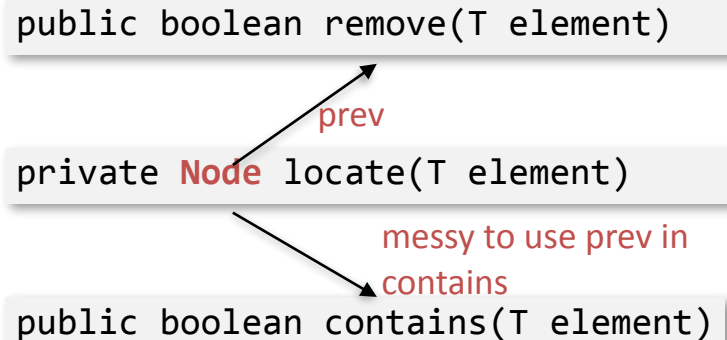 public boolean remove(T element)
prev
private Node locate(T element)
messy to use prev in
contains
public boolean contains(T element)